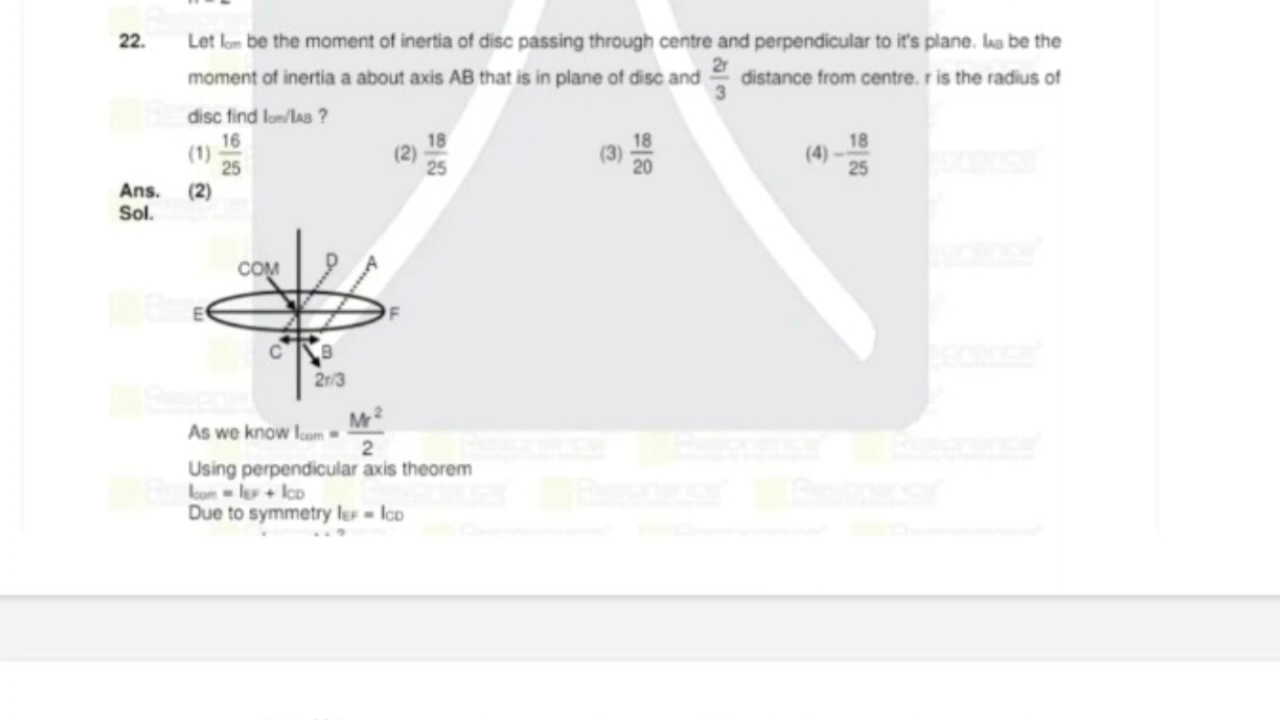 22. Let Icm be the moment of inertia of disc passing through centre and perpendicular to it's plane. IAB be the
moment of inertia a about axis AB that is in plane of disc and 2r/3 distance from centre. r is the radius of
disc find Icm/IAB ?
(1) 16/25 (2) 18/25 (3) 18/20 (4) -18/25
Ans. (2)
Sol.
COM D A
E F
C B
2r/3
As we know Icom = Mr²/2
Using perpendicular axis theorem
Icom = IEF + ICD
Due to symmetry IEF = ICD